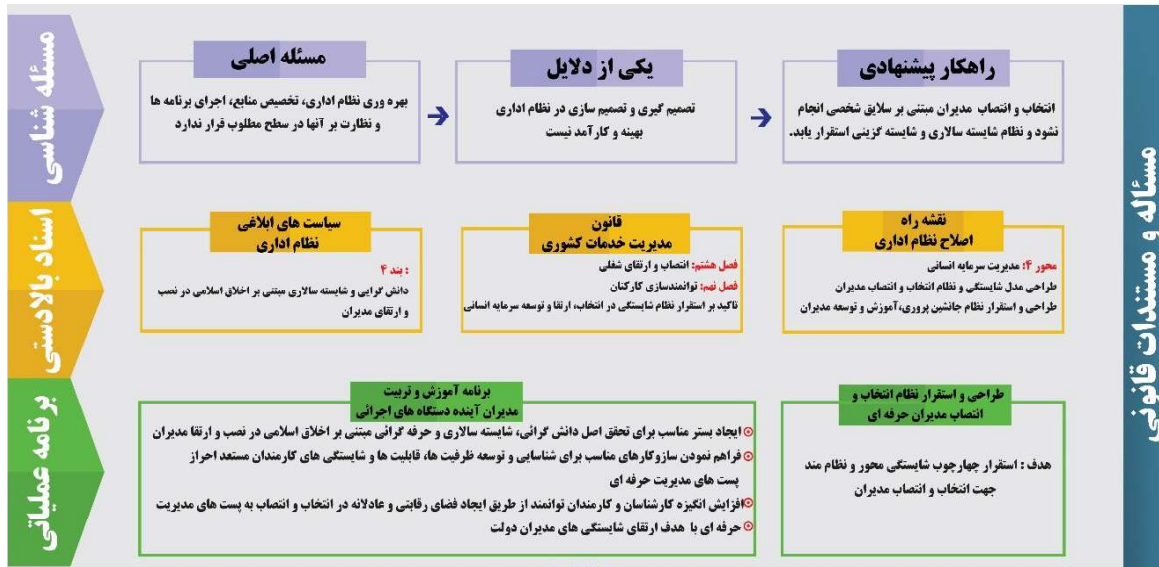 مسئاله و مستندات قانونی
مسئله شناسی
مسئله اصلی
بهره وری نظام اداری، تخصیص منابع، اجرای برنامه ها
و نظارت بر آنها در سطح مطلوب قرار ندارد
یکی از دلایل
تصمیم گیری و تصمیم سازی در نظام اداری
بهینه و کارآمد نیست
راهکار پیشنهادی
انتخاب و انتصاب مدیران مبتنی بر سلایق شخصی انجام
نشود و نظام شایسته سالاری و شایسته گزینی استقرار یابد.
اسناد بالادستی
نقشه راه
اصلاح نظام اداری
محور ۴: مدیریت سرمایه انسانی
طراحی مدل شایستگی و نظام انتخاب و انتصاب مدیران
طراحی و استقرار نظام جانشین پروری،آموزش و توسعه مدیران
قانون
مدیریت خدمات کشوری
فصل هشتم: انتصاب و ارتقای شغلی
فصل نهم: توانمندسازی کارکنان
تاکید بر استقرار نظام شایستگی در انتخاب، ارتقا و توسعه سرمایه انسانی
سیاست های ابلاغی
نظام اداری
بند ۴ :
دانش گرایی و شایسته سالاری مبتنی بر اخلاق اسلامی در نصب
و ارتقای مدیران
برنامه عملیاتی
طراحی و استقرار نظام انتخاب و
انتصاب مدیران حرفه ای
هدف : استقرار چهارچوب شایستگی محور و نظام مند
جهت انتخاب و انتصاب مدیران
برنامه آموزش و تربیت
مدیران آینده دستگاه های اجرائی
ایجاد بستر مناسب برای تحقق اصل دانش گرائی، شایسته سالاری و حرفه گرائی مبتنی بر اخلاق اسلامی در نصب و ارتقا مدیران
فراهم نمودن سازوکارهای مناسب برای شناسایی و توسعه ظرفیت ها، قابلیت ها و شایستگی های کارمندان مستعد احراز
پست های مدیریت حرفه ای
افزایش انگیزه کارشناسان و کارمندان توانمند از طریق ایجاد فضای رقابتی و عادلانه در انتخاب و انتصاب به پست های مدیریت
حرفه ای با هدف ارتقای شایستگی های مدیران دولت